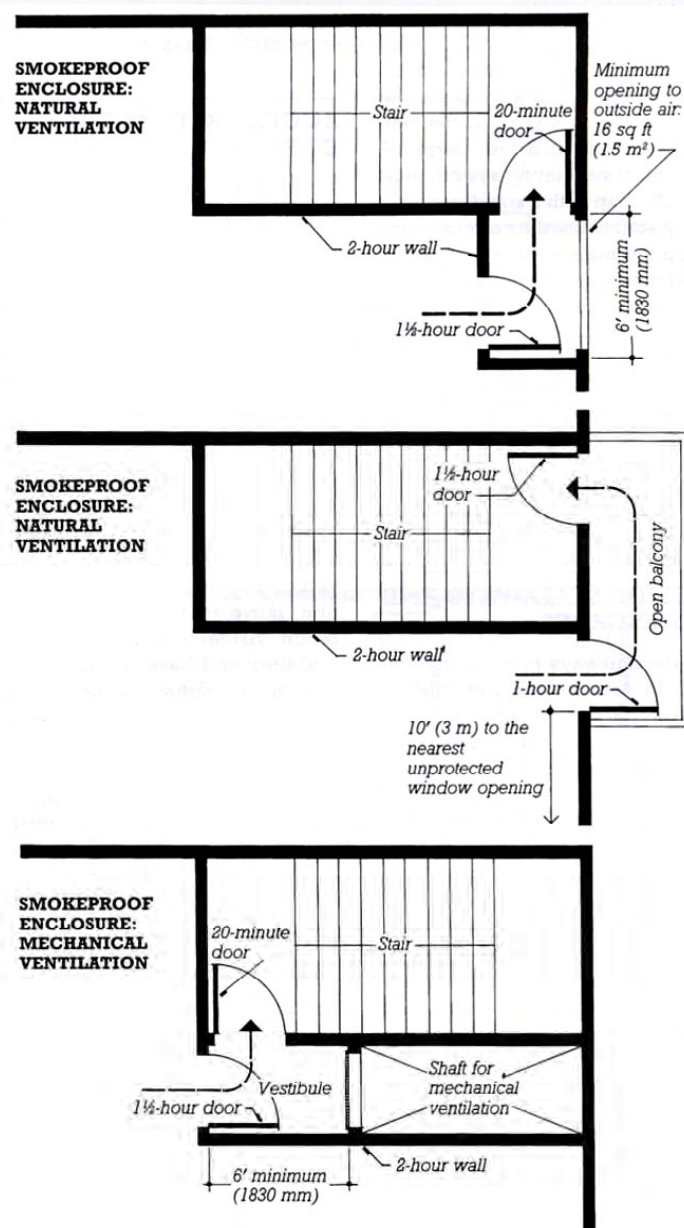 SMOKEPROOF
ENCLOSURE:
NATURAL
VENTILATION
Stair
20-minute
door
Minimum
opening to
outside air:
16 sq ft
(1.5 m²)
2-hour wall
6' minimum
(1830 mm)
1½-hour door
SMOKEPROOF
ENCLOSURE:
NATURAL
VENTILATION
1½-hour
door
Stair
Open balcony
2-hour wall
1-hour door
10' (3 m) to the
nearest
unprotected
window opening
SMOKEPROOF
ENCLOSURE:
MECHANICAL
VENTILATION
20-minute
door
Stair
Vestibule
Shaft for
mechanical
ventilation
1½-hour door
2-hour wall
6' minimum
(1830 mm)